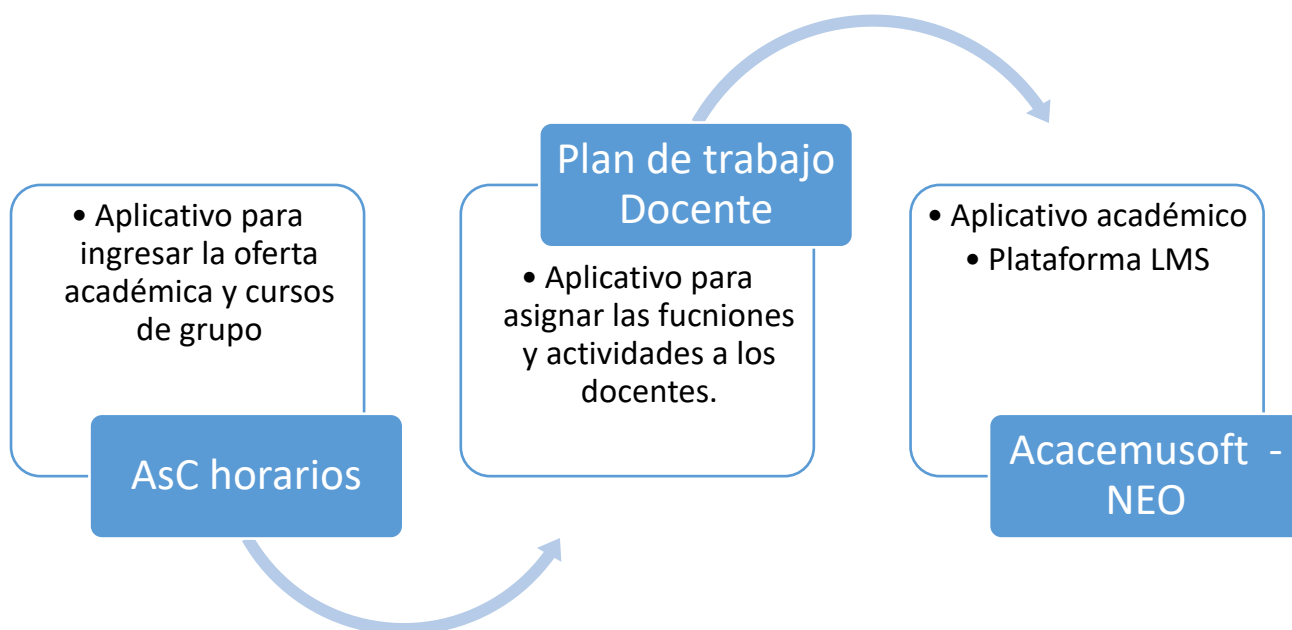 • Aplicativo para
ingresar la oferta
académica y cursos
de grupo
AsC horarios
Plan de trabajo
Docente
• Aplicativo para
asignar las fucniones
y actividades a los
docentes.
• Aplicativo académico
• Plataforma LMS
Acacemusoft -
NEO